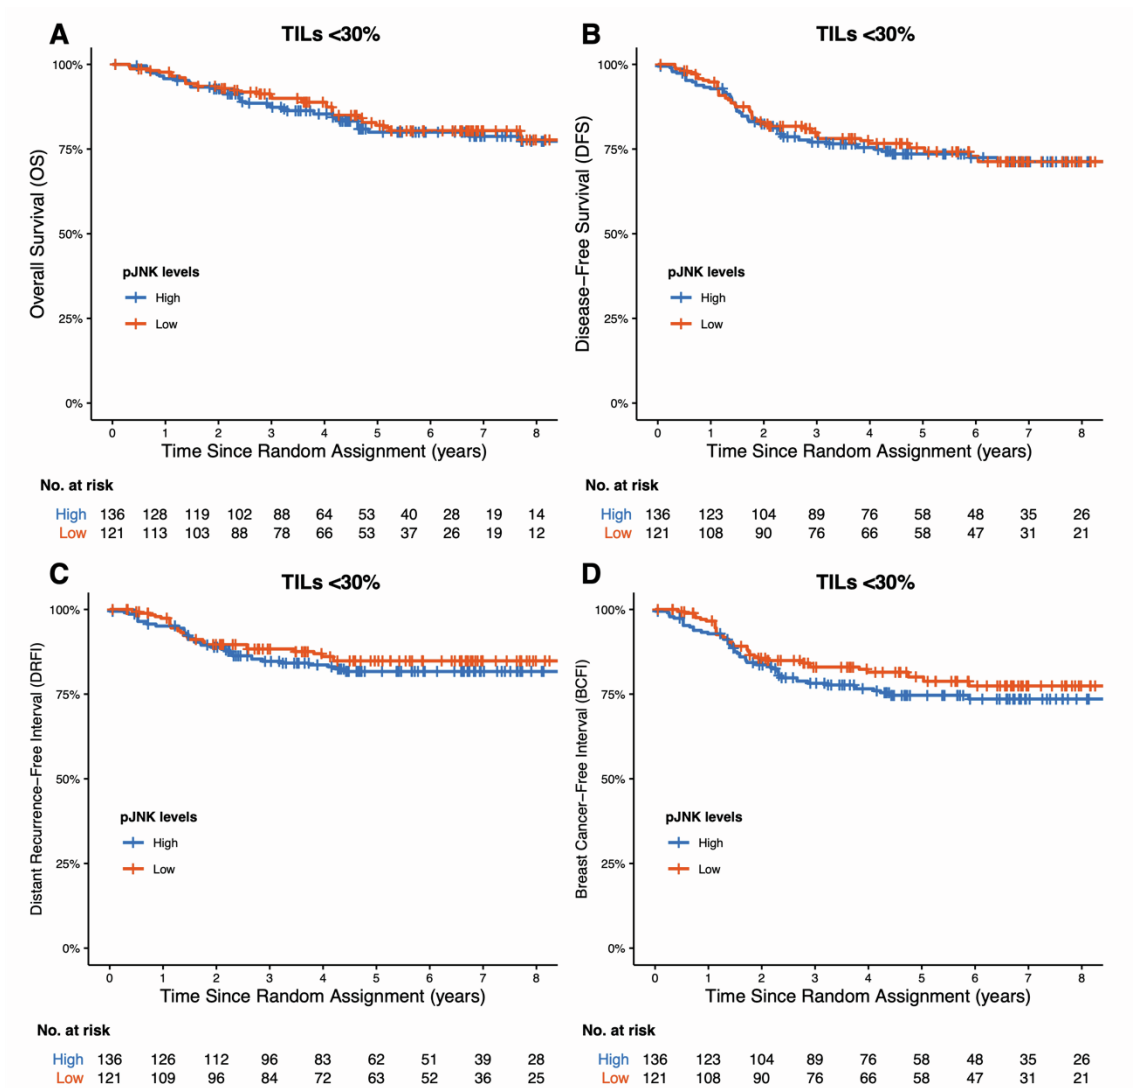 A
TILs <30%
Overall Survival (OS)
100%
75%
50%
25%
0%
pJNK levels
High
Low
0 1 2 3 4 5 6 7 8
Time Since Random Assignment (years)
No. at risk
High 136 128 119 102 88 64 53 40 28 19 14
Low 121 113 103 88 78 66 53 37 26 19 12
B
TILs <30%
Disease−Free Survival (DFS)
100%
75%
50%
25%
0%
pJNK levels
High
Low
0 1 2 3 4 5 6 7 8
Time Since Random Assignment (years)
No. at risk
High 136 123 104 89 76 58 48 35 26
Low 121 108 90 76 66 58 47 31 21
C
TILs <30%
Distant Recurrence−Free Interval (DRFI)
100%
75%
50%
25%
0%
pJNK levels
High
Low
0 1 2 3 4 5 6 7 8
Time Since Random Assignment (years)
No. at risk
High 136 126 112 96 83 62 51 39 28
Low 121 109 96 84 72 63 52 36 25
D
TILs <30%
Breast Cancer−Free Interval (BCFI)
100%
75%
50%
25%
0%
pJNK levels
High
Low
0 1 2 3 4 5 6 7 8
Time Since Random Assignment (years)
No. at risk
High 136 123 104 89 76 58 48 35 26
Low 121 108 90 76 66 58 47 31 21